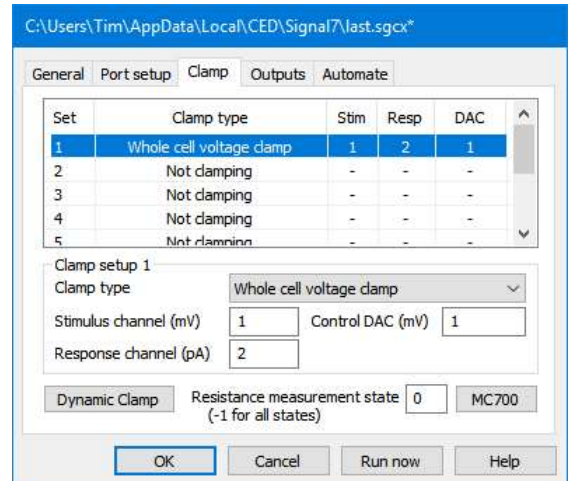 C:\Users\Tim\AppData\Local\CED\Signal7\last.sgcx*
General Port setup Clamp Outputs Automate
Set Clamp type Stim Resp DAC
1 Whole cell voltage clamp 1 2 1
2 Not clamping - - -
3 Not clamping - - -
4 Not clamping - - -
5 Not clamping - - -
Clamp setup 1
Clamp type Whole cell voltage clamp
Stimulus channel (mV) 1 Control DAC (mV) 1
Response channel (pA) 2
Dynamic Clamp Resistance measurement state 0 MC700
(-1 for all states)
OK Cancel Run now Help